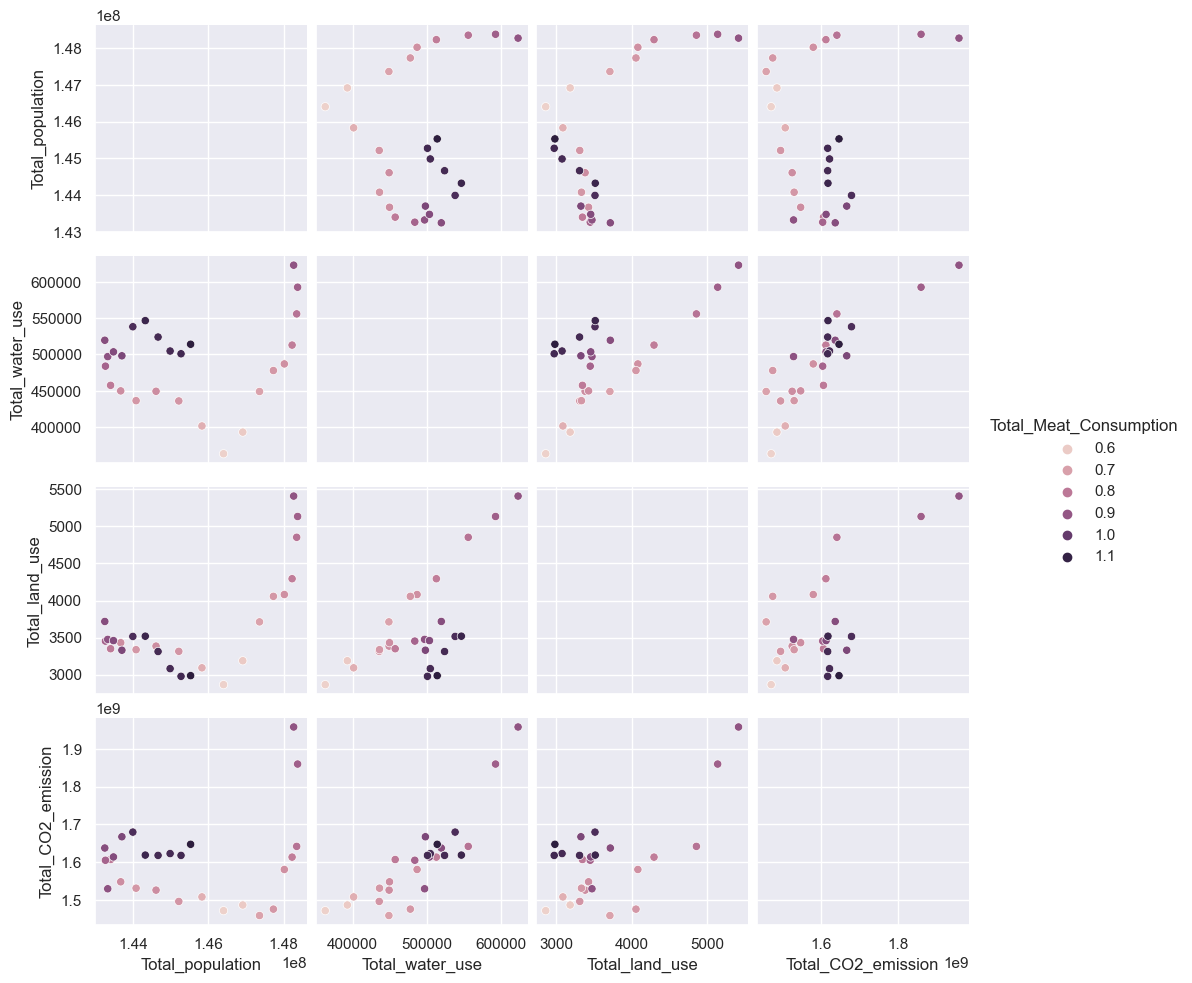 1e8
1.48
1.47
1.46
1.45
1.44
1.43
Total_population
600000
550000
500000
450000
400000
Total_water_use
Total_Meat_Consumption
0.6
0.7
0.8
0.9
1.0
1.1
5500
5000
4500
4000
3500
3000
Total_land_use
1e9
1.9
1.8
1.7
1.6
1.5
Total_CO2_emission
1.44 1.46 1.48 400000 500000 600000 3000 4000 5000 1.6 1.8
1e8 1e9
Total_population Total_water_use Total_land_use Total_CO2_emission